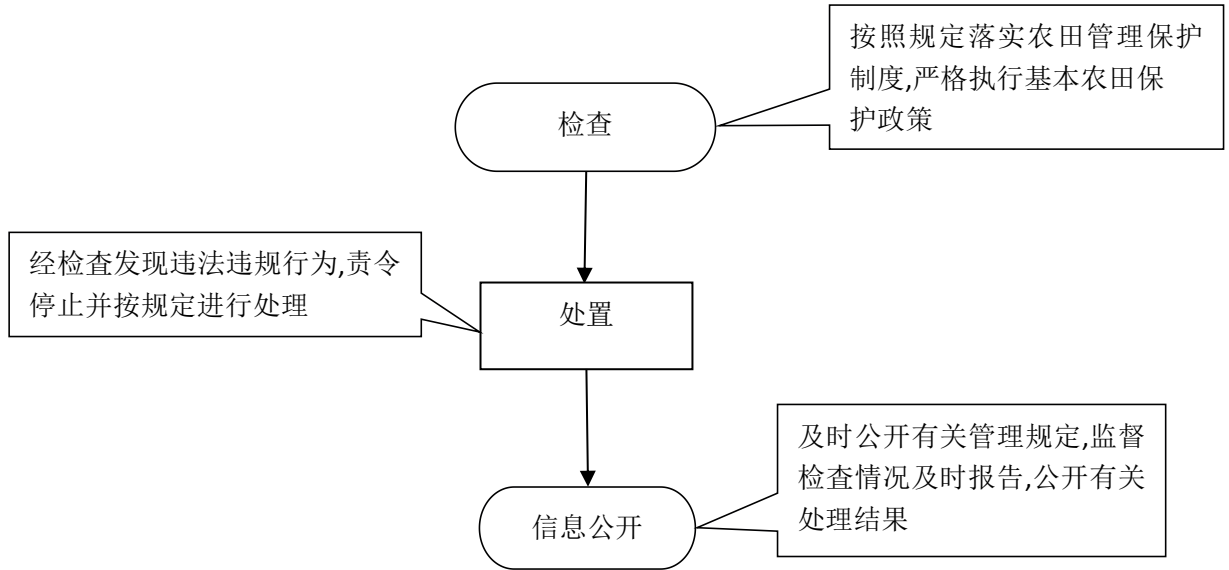 按照规定落实农田管理保护
制度,严格执行基本农田保
护政策
检查
经检查发现违法违规行为,责令
停止并按规定进行处理
处置
及时公开有关管理规定,监督
检查情况及时报告,公开有关
处理结果
信息公开